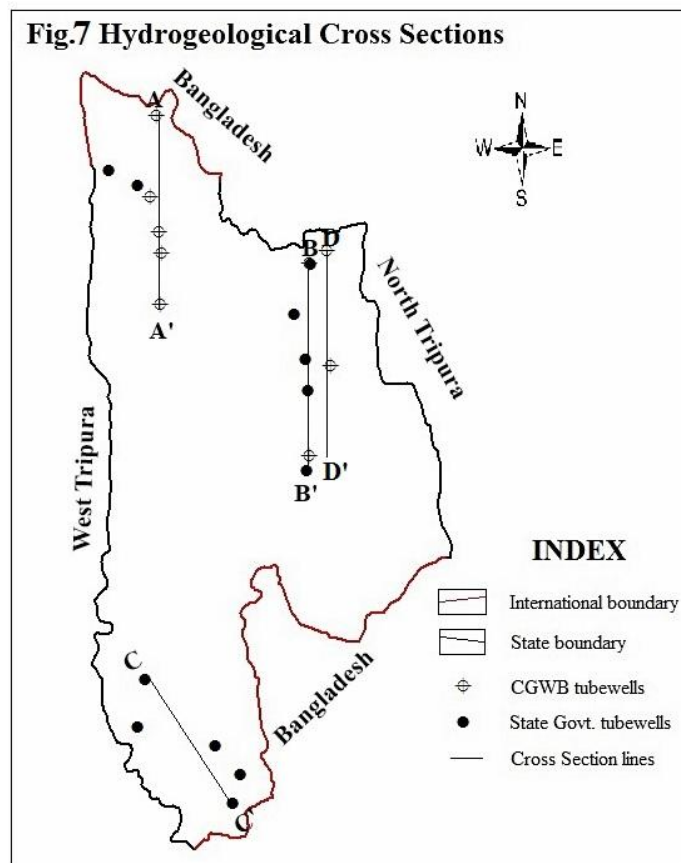 Fig.7 Hydrogeological Cross Sections
Bangladesh
A
N
W E
S
B D
North Tripura
A'
West Tripura
B' D'
INDEX
International boundary
State boundary
C
Bangladesh
CGWB tubewells
State Govt. tubewells
Cross Section lines
C'